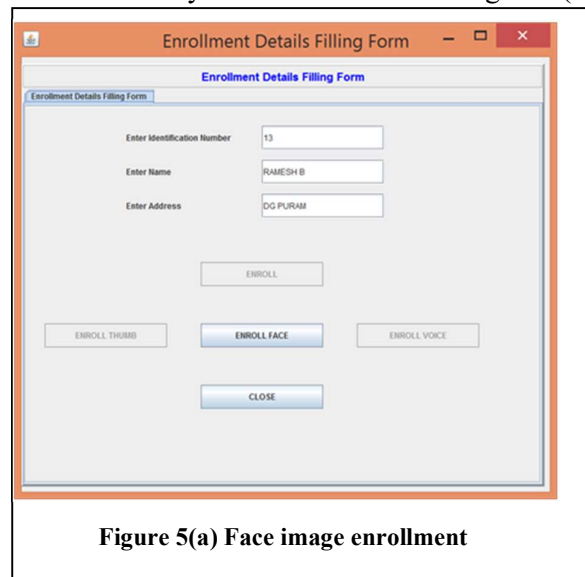 Enrollment Details Filling Form
Enrollment Details Filling Form
Enrollment Details Filling Form
Enter Identification Number 13
Enter Name RAMESH B
Enter Address DG PURAM
ENROLL
ENROLL THUMB ENROLL FACE ENROLL VOICE
CLOSE
Figure 5(a) Face image enrollment